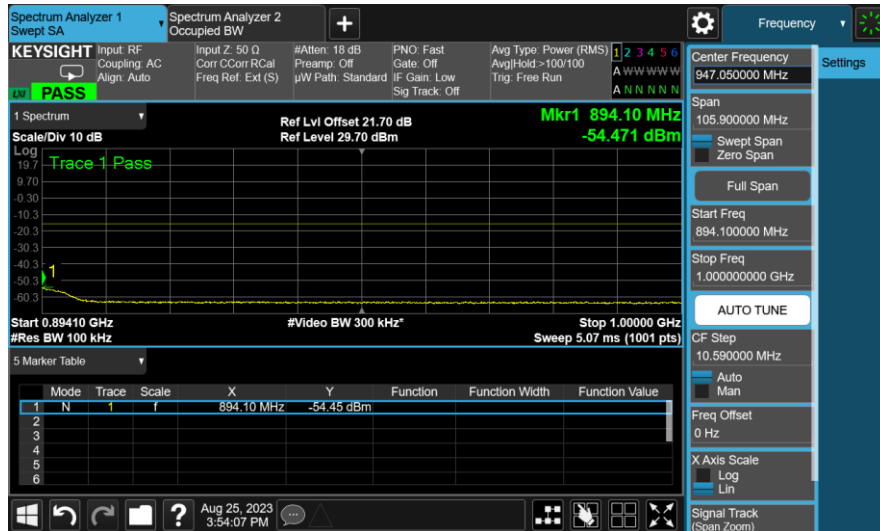 Spectrum Analyzer 1
Swept SA
Spectrum Analyzer 2
Occupied BW
+
Frequency
KEYSIGHT
LXI
PASS
Input: RF
Coupling: AC
Align: Auto
Input Z: 50 Ω
Corr CCorr RCal
Freq Ref: Ext (S)
#Atten: 18 dB
Preamp: Off
µW Path: Standard
PNO: Fast
Gate: Off
IF Gain: Low
Sig Track: Off
Avg Type: Power (RMS)
Avg|Hold:>100/100
Trig: Free Run
1 2 3 4 5 6
A W W W W W
A N N N N N
1 Spectrum
Scale/Div 10 dB
Ref Lvl Offset 21.70 dB
Ref Level 29.70 dBm
Mkr1 894.10 MHz
-54.471 dBm
Log
Trace 1 Pass
19.7
9.70
-0.30
-10.3
-20.3
-30.3
-40.3
-50.3
-60.3
1
Start 0.89410 GHz
#Res BW 100 kHz
#Video BW 300 kHz*
Stop 1.00000 GHz
Sweep 5.07 ms (1001 pts)
5 Marker Table
Mode Trace Scale X Y Function Function Width Function Value
1 N 1 f 894.10 MHz -54.45 dBm
2
3
4
5
6
Center Frequency
947.050000 MHz
Settings
Span
105.900000 MHz
Swept Span
Zero Span
Full Span
Start Freq
894.100000 MHz
Stop Freq
1.000000000 GHz
AUTO TUNE
CF Step
10.590000 MHz
Auto
Man
Freq Offset
0 Hz
X Axis Scale
Log
Lin
Signal Track
(Span Zoom)
?
Aug 25, 2023
3:54:07 PM